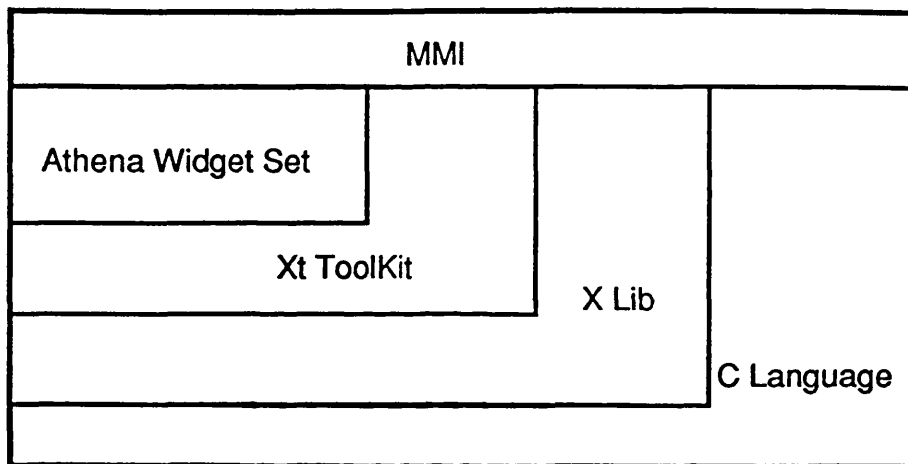 MMI
Athena Widget Set
Xt ToolKit
X Lib
C Language